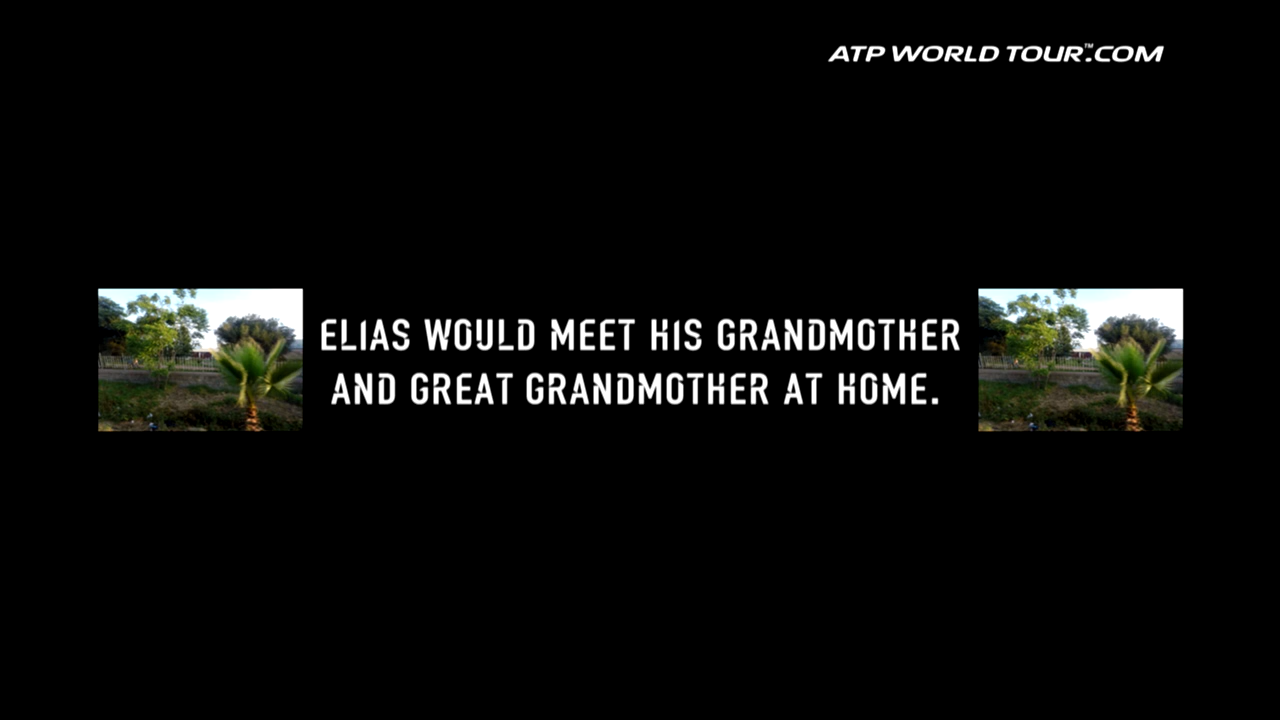 ATP WORLD TOUR™.COM
ELIAS WOULD MEET HIS GRANDMOTHER
AND GREAT GRANDMOTHER AT HOME.